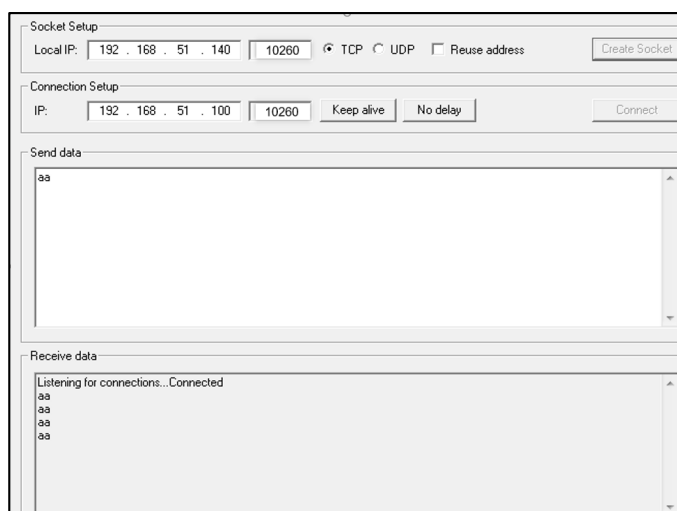 Socket Setup
Local IP: 192 . 168 . 51 . 140 10260 TCP UDP Reuse address Create Socket
Connection Setup
IP: 192 . 168 . 51 . 100 10260 Keep alive No delay Connect
Send data
aa
Receive data
Listening for connections...Connected
aa
aa
aa
aa